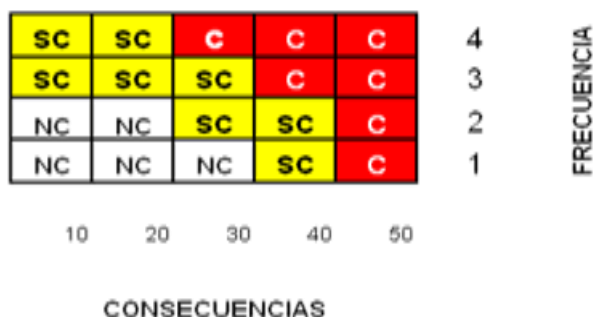 SC SC C C C 4
SC SC SC C C 3
NC NC SC SC C 2
NC NC NC SC C 1
10 20 30 40 50
CONSECUENCIAS
FRECUENCIA